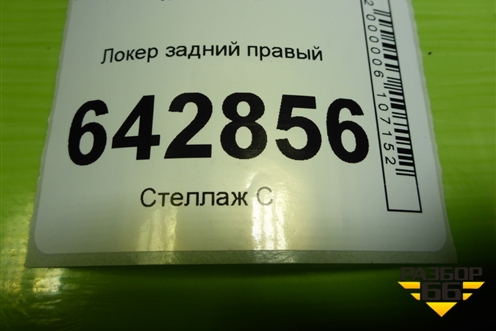 Локер задний правый
642856
Стеллаж С
2000006107152
РАЗБОР
66